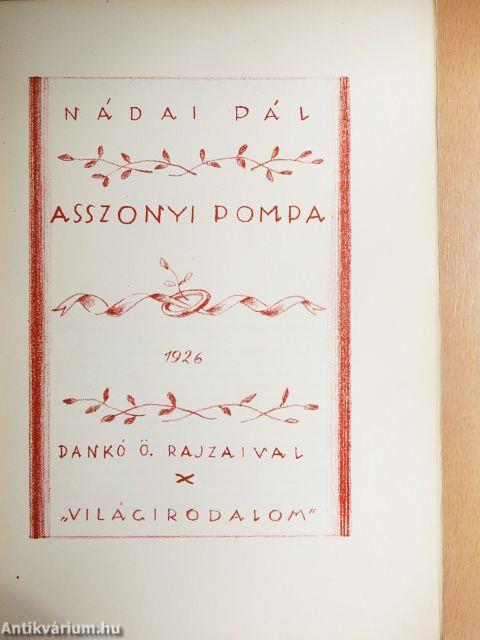 NÁDAI PÁL
ASSZONYI POMPA
1926
DANKÓ Ö. RAJZAIVAL
„VILÁGIRODALOM"
Antikvárium.hu